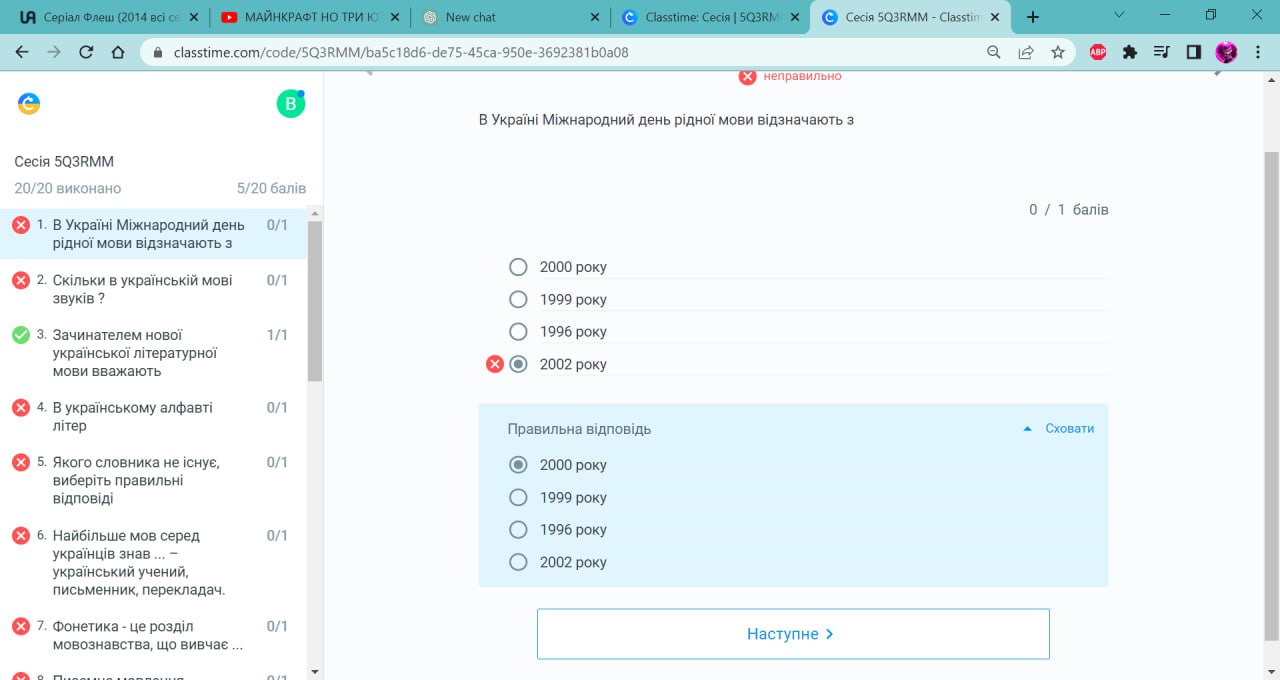 Серіал Флеш (2014 всі се
МАЙНКРАФТ НО ТРИ Ю
New chat
Classtime: Сесія | 5Q3RM
Сесія 5Q3RMM - Classtim
classtime.com/code/5Q3RMM/ba5c18d6-de75-45ca-950e-3692381b0a08
ABP
B
Сесія 5Q3RMM
20/20 виконано 5/20 балів
1. В Україні Міжнародний день 0/1
рідної мови відзначають з
2. Скільки в українській мові 0/1
звуків ?
3. Зачинателем нової 1/1
української літературної
мови вважають
4. В українському алфавті 0/1
літер
5. Якого словника не існує, 0/1
виберіть правильні
відповіді
6. Найбільше мов серед 0/1
українців знав ... –
український учений,
письменник, перекладач.
7. Фонетика - це розділ 0/1
мовознавства, що вивчає ...
8. Писемне мовлення 0/1
неправильно
В Україні Міжнародний день рідної мови відзначають з
0 / 1 балів
2000 року
1999 року
1996 року
2002 року
Правильна відповідь Сховати
2000 року
1999 року
1996 року
2002 року
Наступне